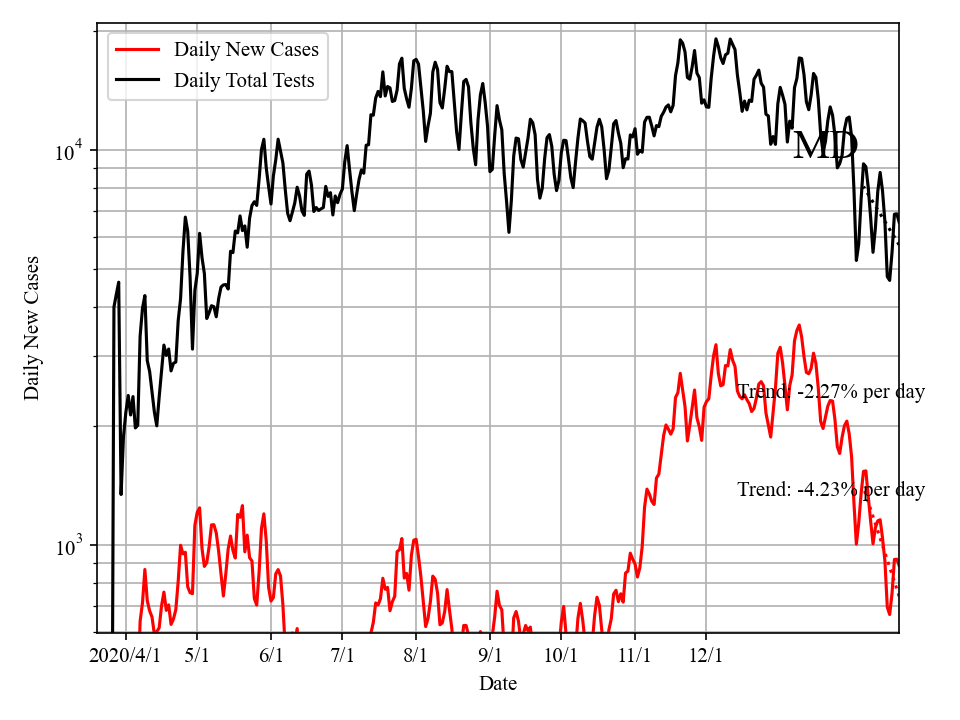 Daily New Cases
Daily Total Tests
MD
10^4
10^3
Trend: -2.27% per day
Trend: -4.23% per day
Daily New Cases
2020/4/1 5/1 6/1 7/1 8/1 9/1 10/1 11/1 12/1
Date